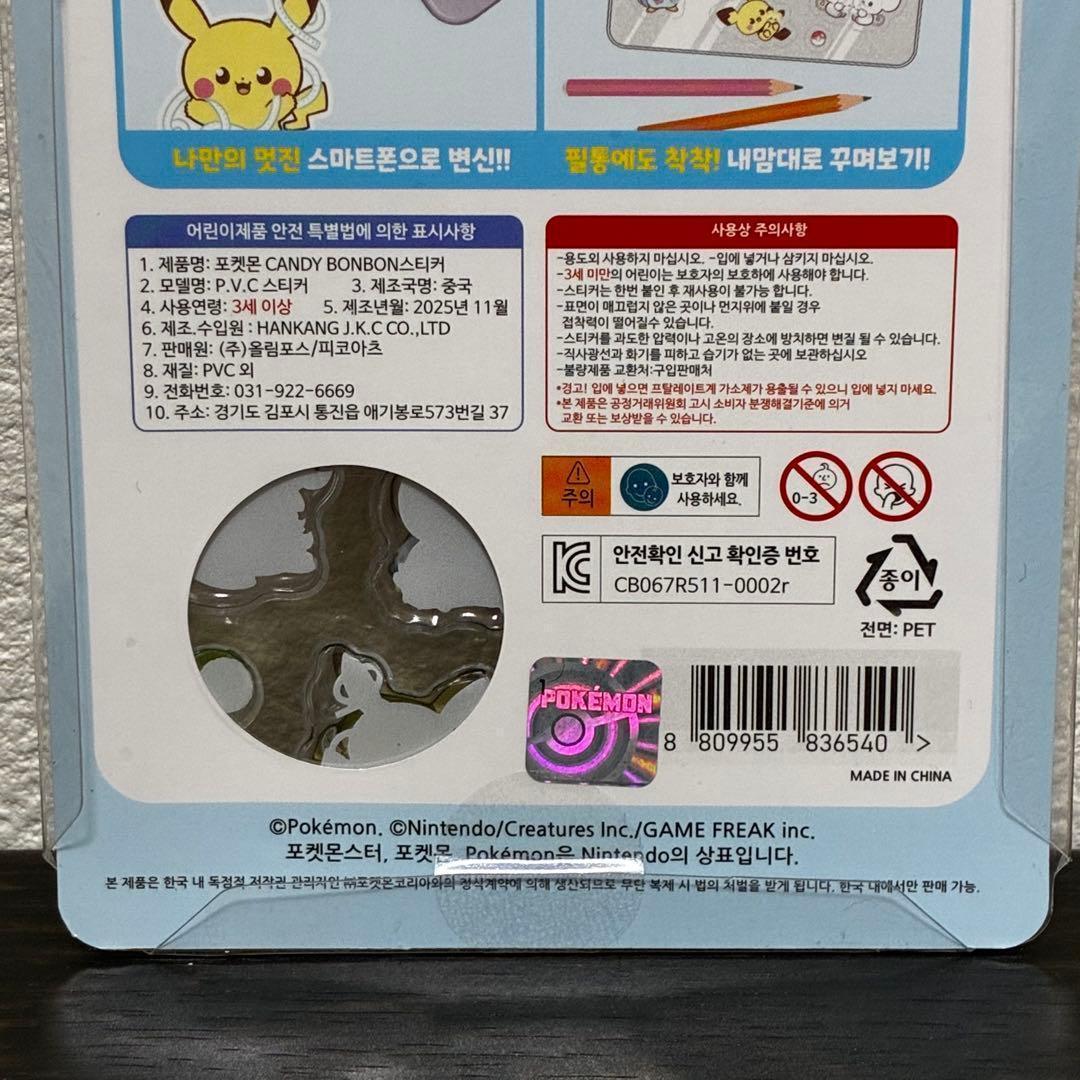 나만의 멋진 스마트폰으로 변신!!
필통에도 착착! 내맘대로 꾸며보기!
어린이제품 안전 특별법에 의한 표시사항
1. 제품명: 포켓몬 CANDY BONBON스티커
2. 모델명: P.V.C 스티커 3. 제조국명: 중국
4. 사용연령: 3세 이상 5. 제조년월: 2025년 11월
6. 제조.수입원 : HANKANG J.K.C CO.,LTD
7. 판매원: (주)올림포스/피코아츠
8. 재질: PVC 외
9. 전화번호: 031-922-6669
10. 주소: 경기도 김포시 통진읍 애기봉로573번길 37
사용상 주의사항
-용도외 사용하지 마십시오. -입에 넣거나 삼키지 마십시오.
-3세 미만의 어린이는 보호자의 보호하에 사용해야 합니다.
-스티커는 한번 붙인 후 재사용이 불가능 합니다.
-표면이 매끄럽지 않은 곳이나 먼지위에 붙일 경우
접착력이 떨어질수 있습니다.
-스티커를 과도한 압력이나 고온의 장소에 방치하면 변질 될 수 있습니다.
-직사광선과 화기를 피하고 습기가 없는 곳에 보관하십시오
-불량제품 교환처:구입판매처
*경고! 입에 넣으면 프탈레이트계 가소제가 용출될 수 있으니 입에 넣지 마세요.
*본 제품은 공정거래위원회 고시 소비자 분쟁해결기준에 의거
교환 또는 보상받을 수 있습니다.
주의
보호자와 함께
사용하세요.
0-3
KC
안전확인 신고 확인증 번호
CB067R511-0002r
종이
전면: PET
POKÉMON
8 809955 836540 >
MADE IN CHINA
©Pokémon. ©Nintendo/Creatures Inc./GAME FREAK inc.
포켓몬스터, 포켓몬, Pokémon은 Nintendo의 상표입니다.
본 제품은 한국 내 독점적 저작권 관리자인 ㈜포켓몬코리아와의 정식계약에 의해 생산되므로 무단 복제 시 법의 처벌을 받게 됩니다. 한국 내에서만 판매 가능.